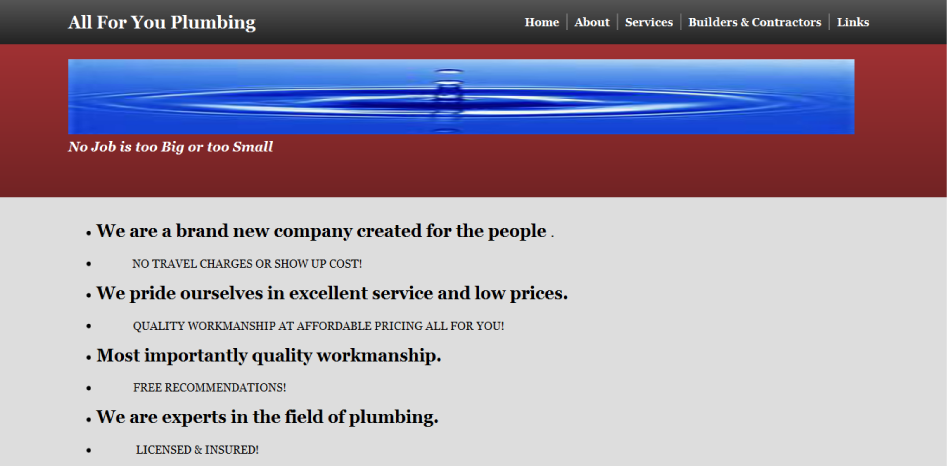 All For You Plumbing
Home | About | Services | Builders & Contractors | Links
No Job is too Big or too Small
• We are a brand new company created for the people .
• NO TRAVEL CHARGES OR SHOW UP COST!
• We pride ourselves in excellent service and low prices.
• QUALITY WORKMANSHIP AT AFFORDABLE PRICING ALL FOR YOU!
• Most importantly quality workmanship.
• FREE RECOMMENDATIONS!
• We are experts in the field of plumbing.
• LICENSED & INSURED!